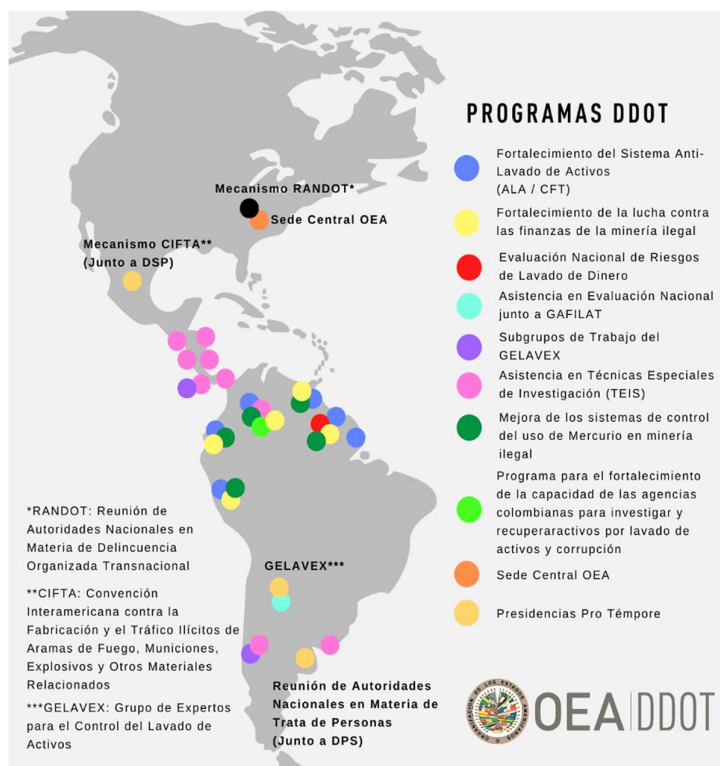 PROGRAMAS DDOT
Fortalecimiento del Sistema Anti-
Lavado de Activos
(ALA / CFT)
Fortalecimiento de la lucha contra
las finanzas de la minería ilegal
Evaluación Nacional de Riesgos
de Lavado de Dinero
Asistencia en Evaluación Nacional
junto a GAFILAT
Subgrupos de Trabajo del
GELAVEX
Asistencia en Técnicas Especiales
de Investigación (TEIS)
Mejora de los sistemas de control
del uso de Mercurio en minería
ilegal
Programa para el fortalecimiento
de la capacidad de las agencias
colombianas para investigar y
recuperaractivos por lavado de
activos y corrupción
Sede Central OEA
Presidencias Pro Témpore
Mecanismo RANDOT*
Sede Central OEA
Mecanismo CIFTA**
(Junto a DSP)
GELAVEX***
Reunión de Autoridades
Nacionales en Materia de
Trata de Personas
(Junto a DPS)
*RANDOT: Reunión de
Autoridades Nacionales en
Materia de Delincuencia
Organizada Transnacional
**CIFTA: Convención
Interamericana contra la
Fabricación y el Tráfico Ilícitos de
Aramas de Fuego, Municiones,
Explosivos y Otros Materiales
Relacionados
***GELAVEX: Grupo de Expertos
para el Control del Lavado de
Activos
ORGANIZACIÓN DE LOS ESTADOS AMERICANOS
OEA DDOT